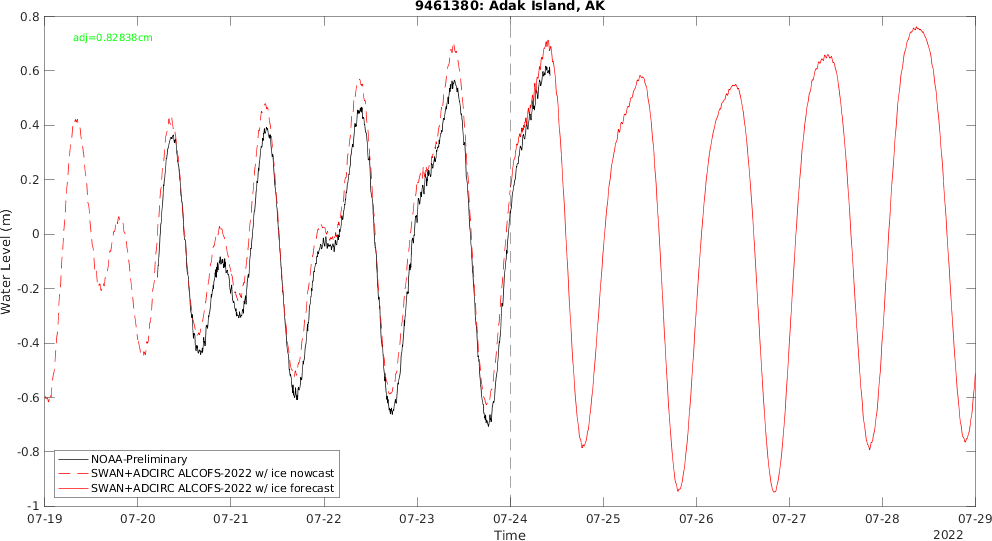 9461380: Adak Island, AK
adj=0.82838cm
0.8
0.6
0.4
0.2
0
-0.2
-0.4
-0.6
-0.8
-1
Water Level (m)
NOAA-Preliminary
SWAN+ADCIRC ALCOFS-2022 w/ ice nowcast
SWAN+ADCIRC ALCOFS-2022 w/ ice forecast
07-19 07-20 07-21 07-22 07-23 07-24 07-25 07-26 07-27 07-28 07-29
Time
2022